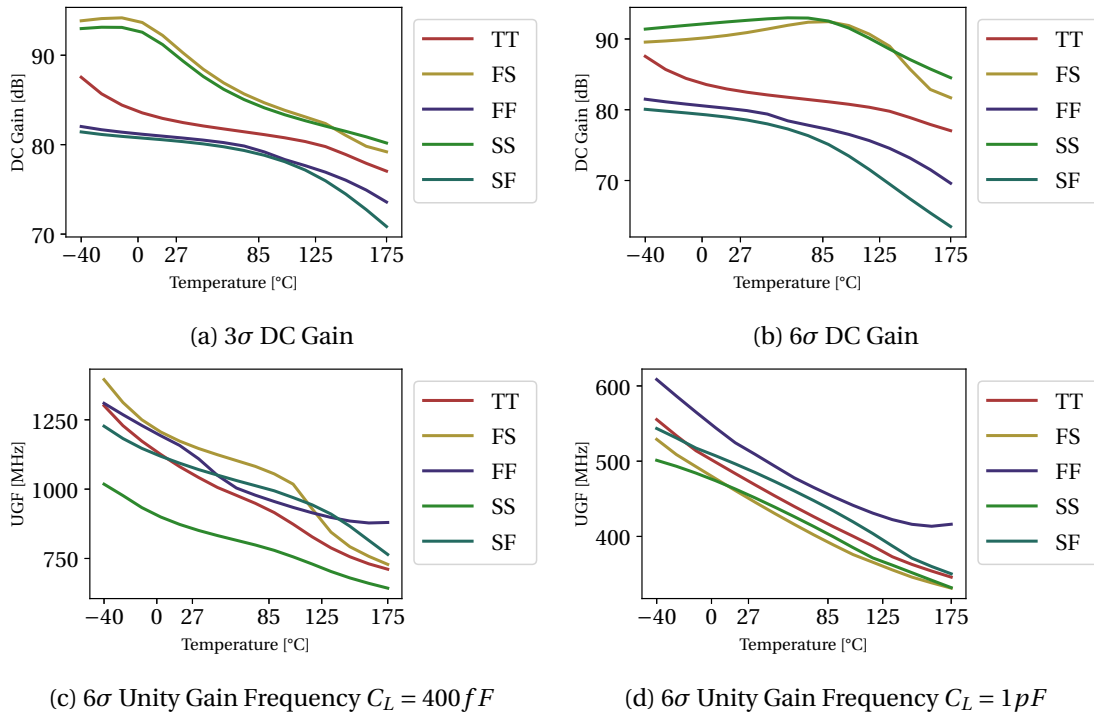 90
80
70
DC Gain [dB]
−40 0 27 85 125 175
Temperature [°C]
TT
FS
FF
SS
SF
(a) 3σ DC Gain
90
80
70
DC Gain [dB]
−40 0 27 85 125 175
Temperature [°C]
TT
FS
FF
SS
SF
(b) 6σ DC Gain
1250
1000
750
UGF [MHz]
−40 0 27 85 125 175
Temperature [°C]
TT
FS
FF
SS
SF
(c) 6σ Unity Gain Frequency C_L = 400fF
600
500
400
UGF [MHz]
−40 0 27 85 125 175
Temperature [°C]
TT
FS
FF
SS
SF
(d) 6σ Unity Gain Frequency C_L = 1pF